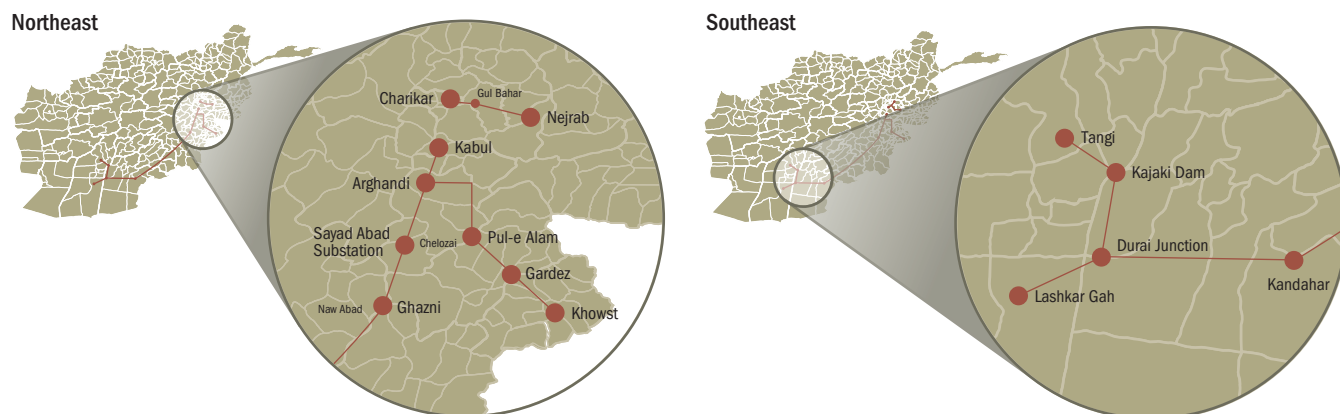 Northeast
Charikar
Gul Bahar
Nejrab
Kabul
Arghandi
Sayad Abad
Substation
Chelozai
Pul-e Alam
Gardez
Naw Abad
Ghazni
Khowst
Southeast
Tangi
Kajaki Dam
Durai Junction
Kandahar
Lashkar Gah